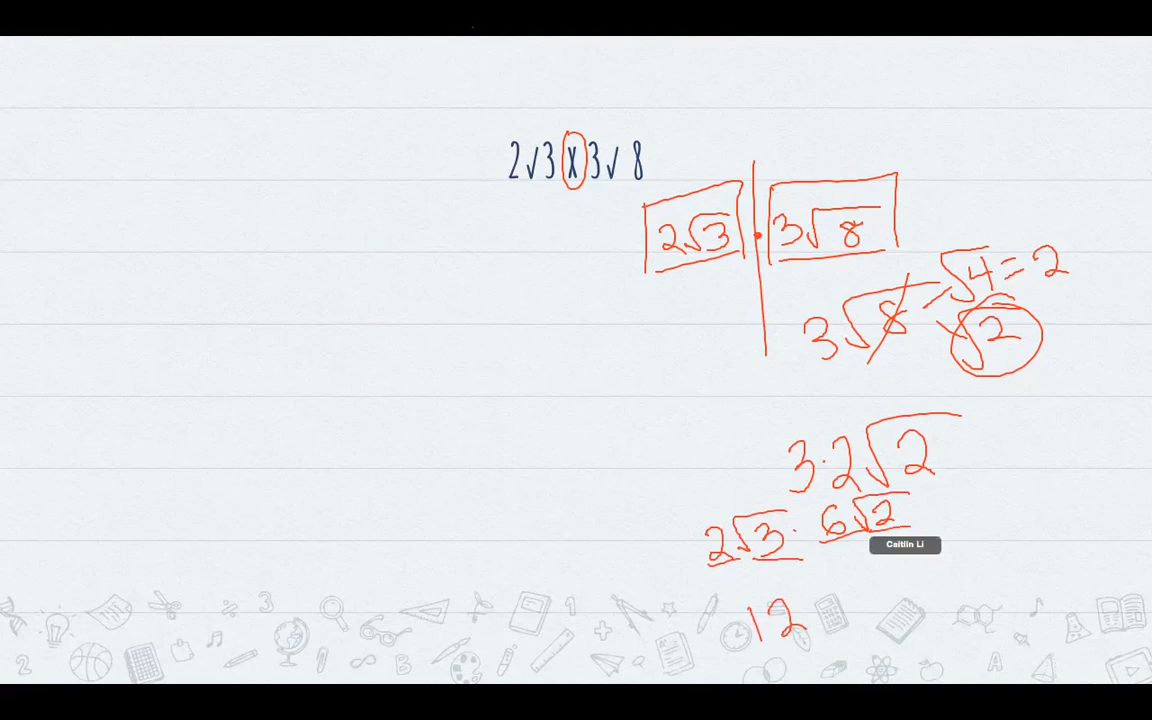 2√3 x 3√8
2√3 · 3√8
√4 = 2
3√8
√2
3·2√2
2√3 · 6√2
Caitlin Li
12